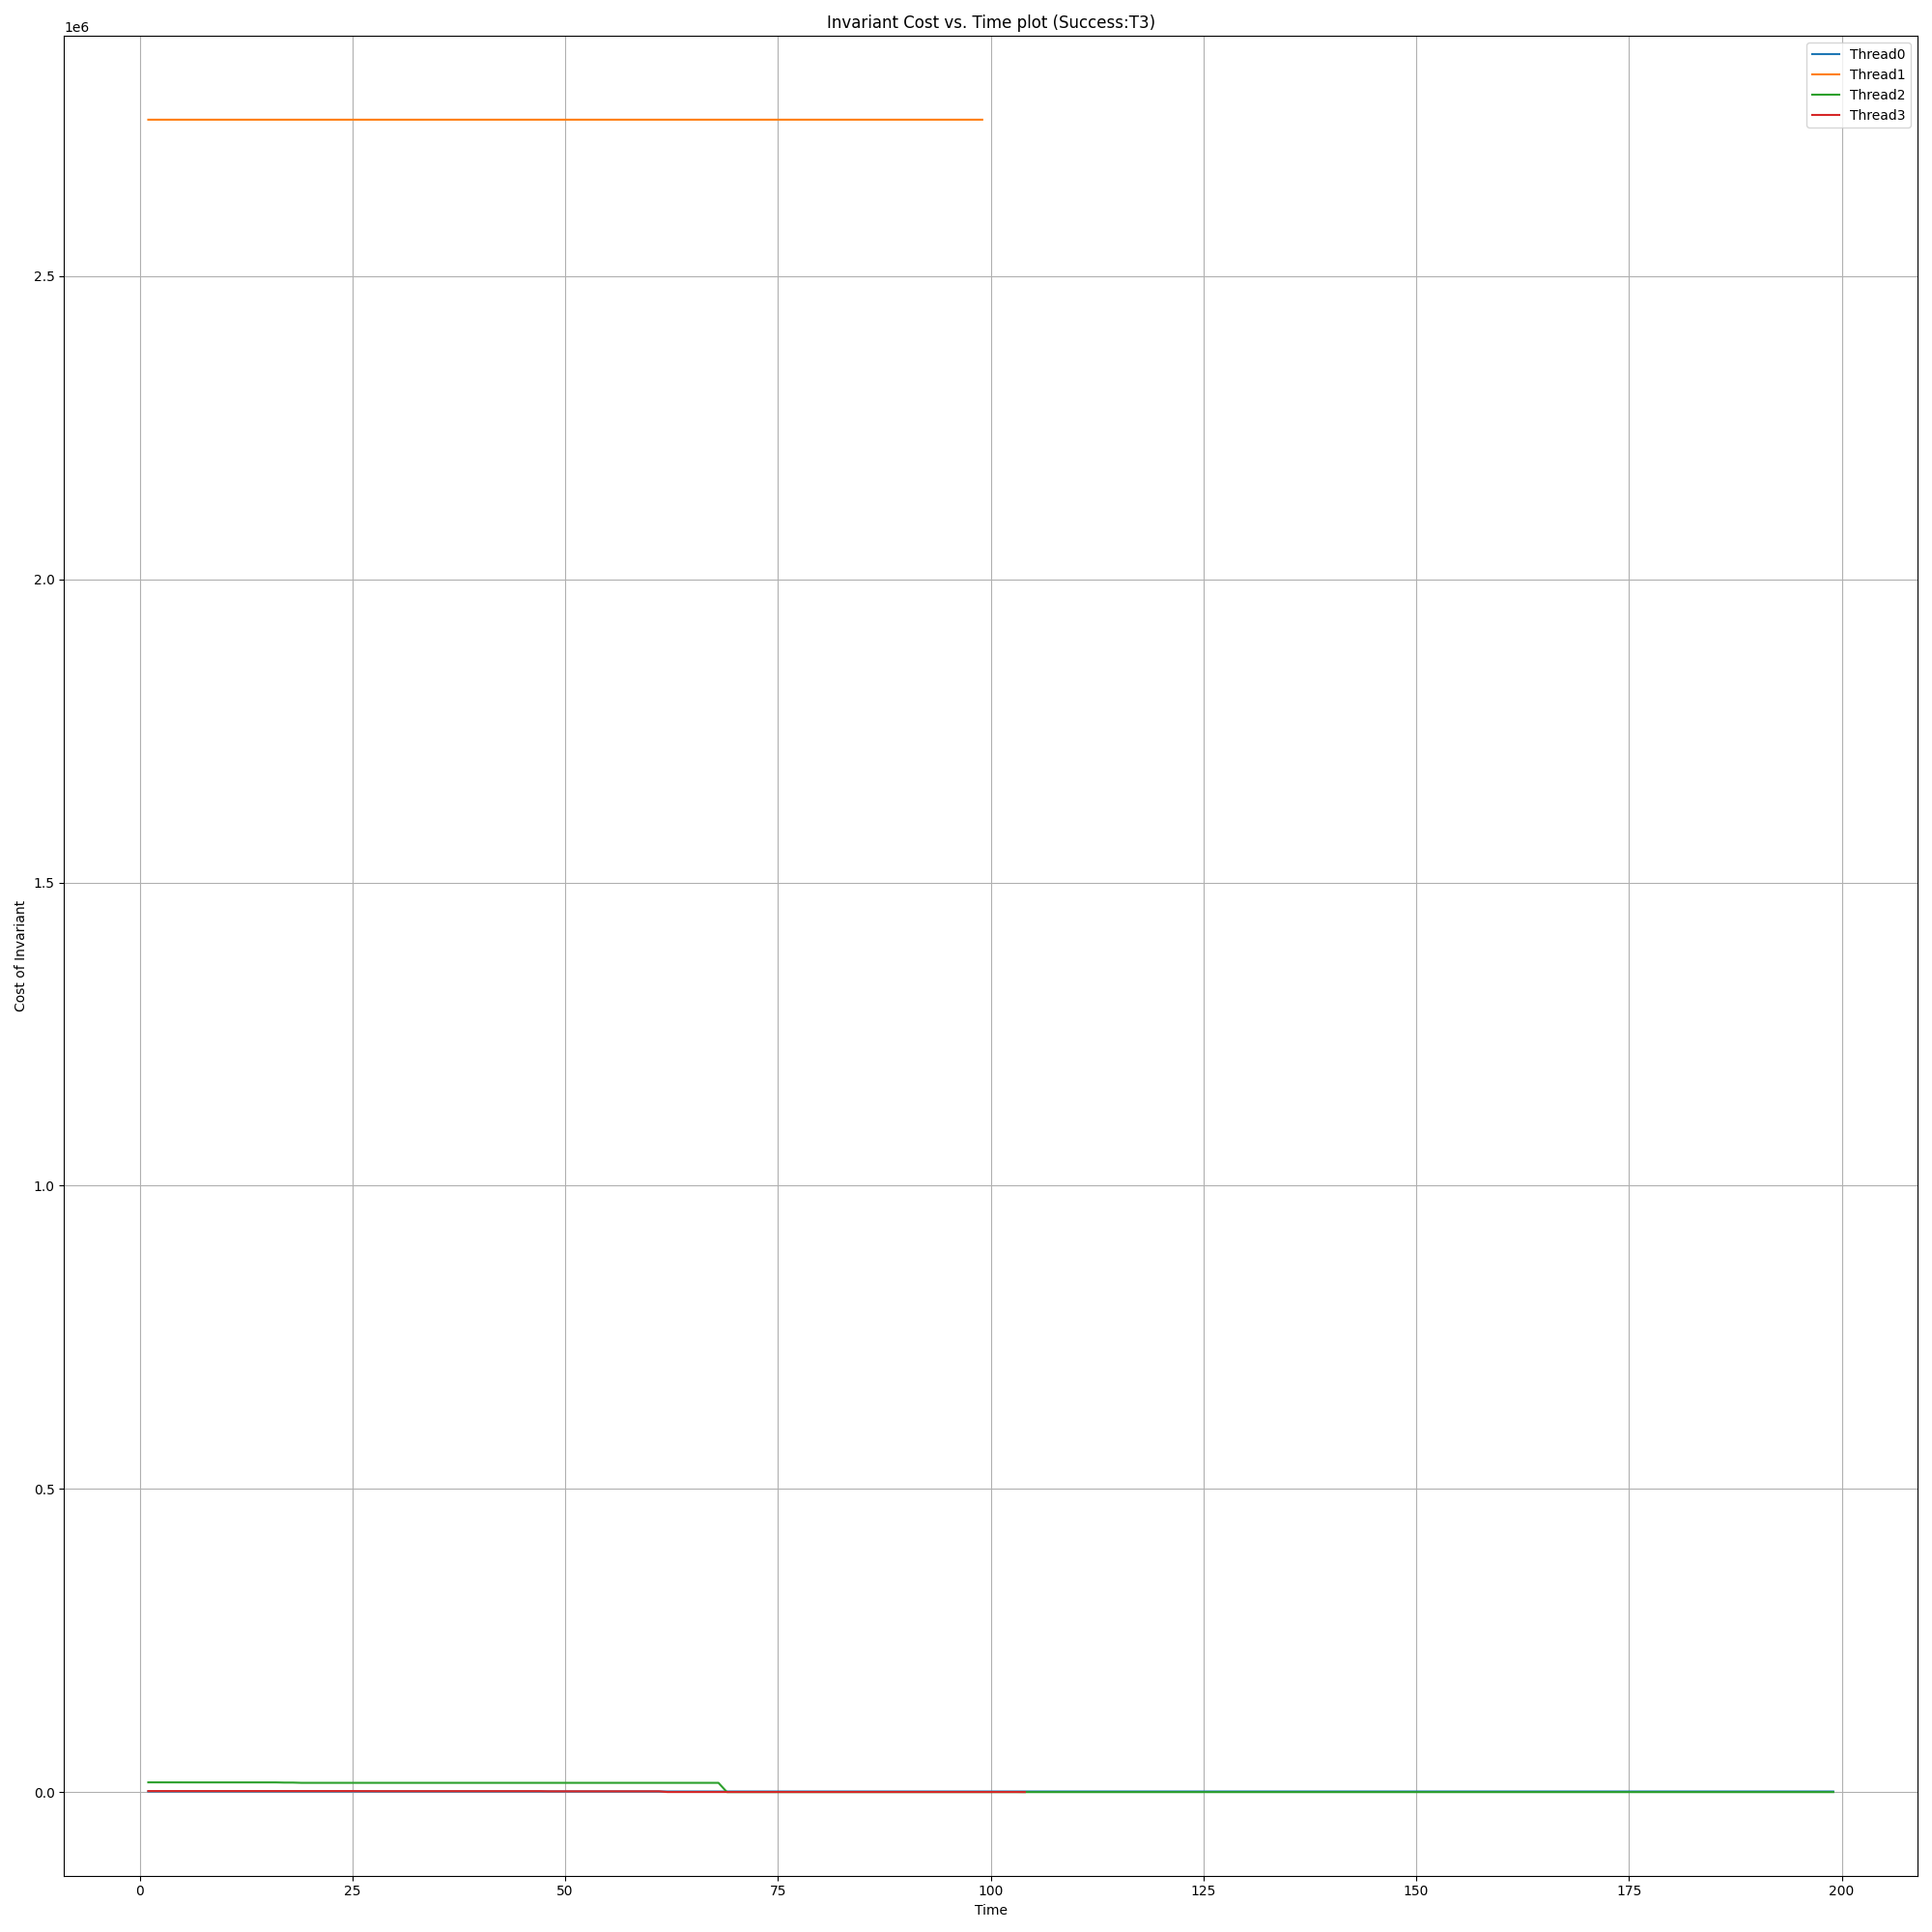 Invariant Cost vs. Time plot (Success:T3)
1e6
Thread0
Thread1
Thread2
Thread3
2.5
2.0
1.5
1.0
0.5
0.0
Cost of Invariant
0 25 50 75 100 125 150 175 200
Time